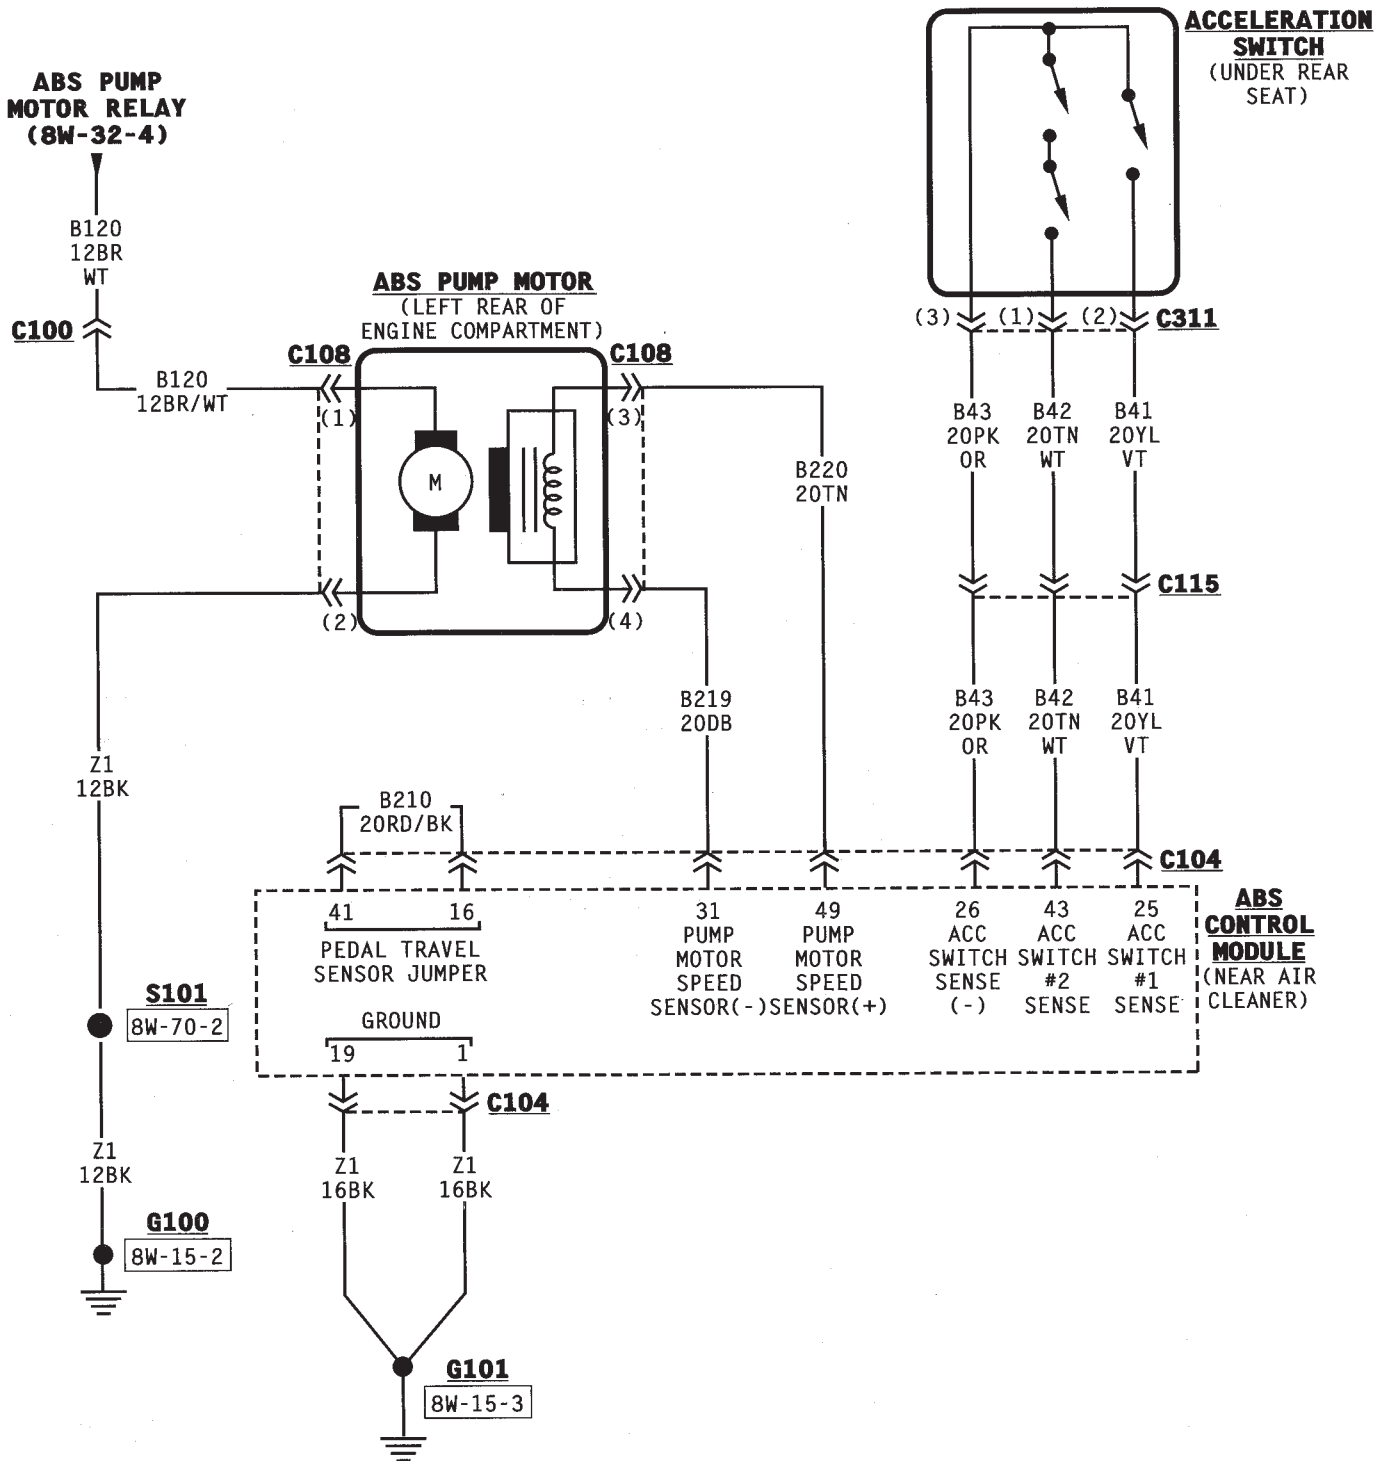 ACCELERATION
SWITCH
(UNDER REAR
SEAT)
ABS PUMP
MOTOR RELAY
(8W-32-4)
B120
12BR
WT
C100
B120
12BR/WT
ABS PUMP MOTOR
(LEFT REAR OF
ENGINE COMPARTMENT)
C108
C108
(1)
(3)
M
(2)
(4)
(3)
(1)
(2)
C311
B43
20PK
OR
B42
20TN
WT
B41
20YL
VT
B220
20TN
C115
B219
20DB
B43
20PK
OR
B42
20TN
WT
B41
20YL
VT
Z1
12BK
B210
20RD/BK
C104
ABS
CONTROL
MODULE
(NEAR AIR
CLEANER)
41
16
PEDAL TRAVEL
SENSOR JUMPER
31
PUMP
MOTOR
SPEED
SENSOR(-)
49
PUMP
MOTOR
SPEED
SENSOR(+)
26
ACC
SWITCH
SENSE
(-)
43
ACC
SWITCH
#2
SENSE
25
ACC
SWITCH
#1
SENSE
GROUND
19
1
S101
8W-70-2
C104
Z1
12BK
Z1
16BK
Z1
16BK
G100
8W-15-2
G101
8W-15-3